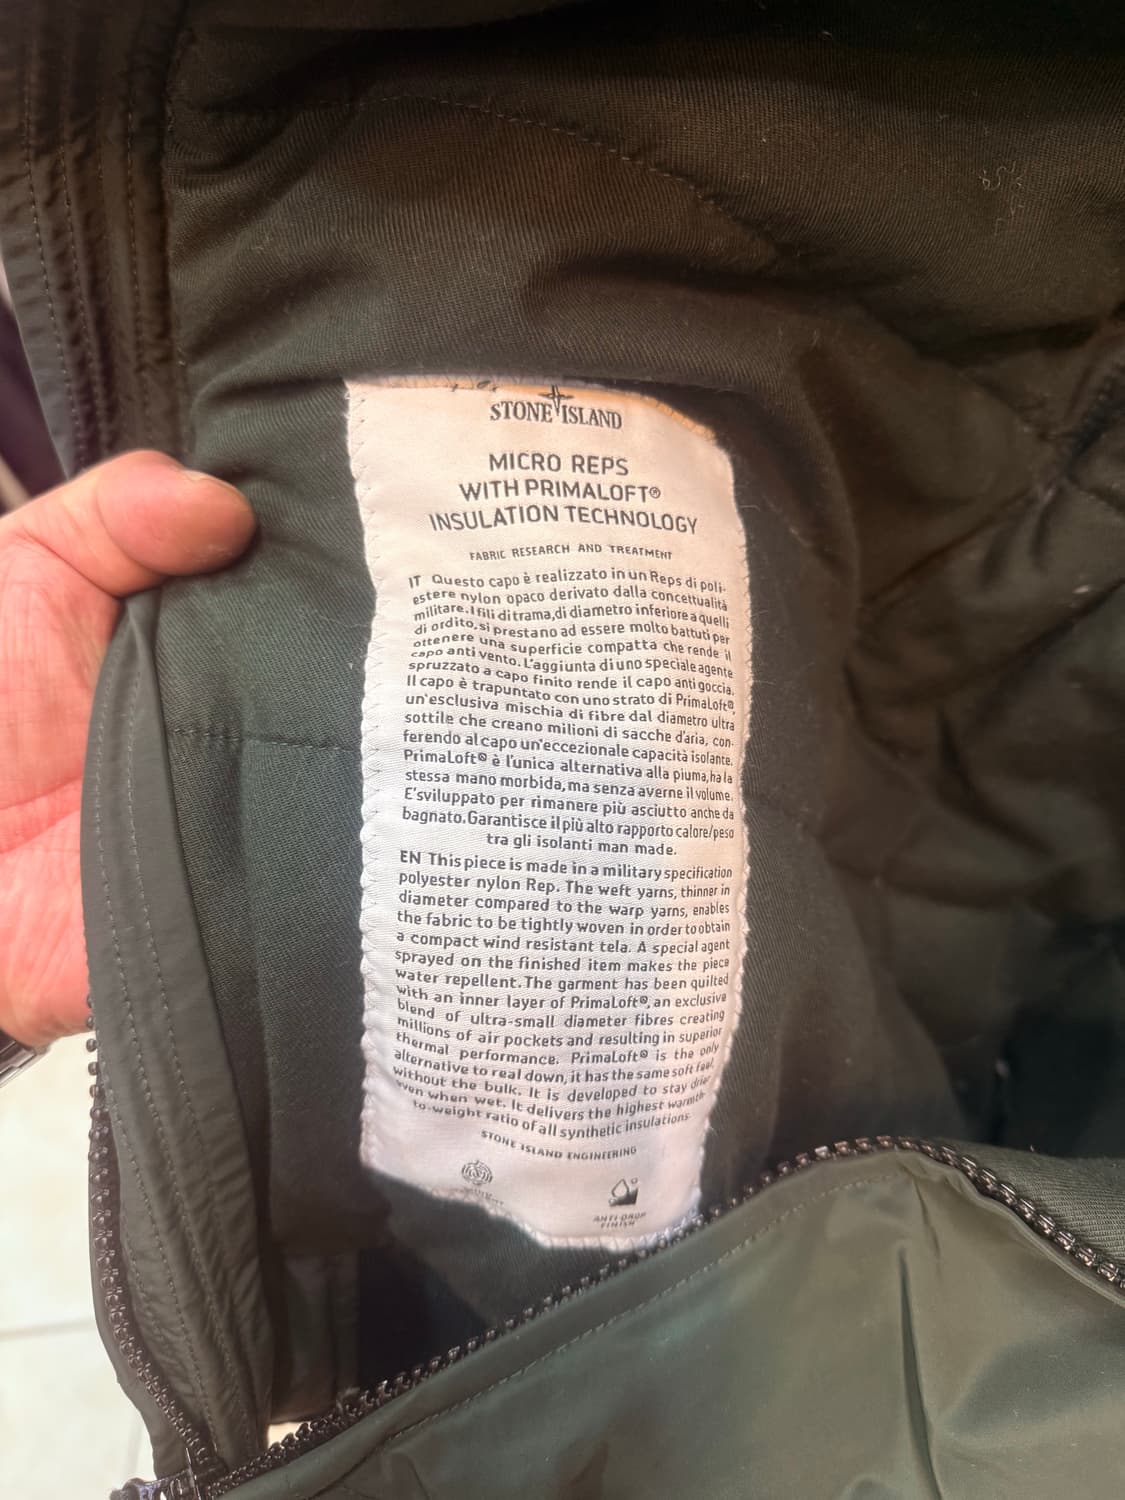 STONE ISLAND
MICRO REPS
WITH PRIMALOFT®
INSULATION TECHNOLOGY
FABRIC RESEARCH AND TREATMENT
IT Questo capo è realizzato in un Reps di poli-
estere nylon opaco derivato dalla concettualità
militare. I fili di trama, di diametro inferiore a quelli
di ordito, si prestano ad essere molto battuti per
ottenere una superficie compatta che rende il
capo anti vento. L'aggiunta di uno speciale agente
spruzzato a capo finito rende il capo anti goccia.
Il capo è trapuntato con uno strato di PrimaLoft®,
un'esclusiva mischia di fibre dal diametro ultra
sottile che creano milioni di sacche d'aria, con-
ferendo al capo un'eccezionale capacità isolante.
PrimaLoft® è l'unica alternativa alla piuma, ha la
stessa mano morbida, ma senza averne il volume.
E'sviluppato per rimanere più asciutto anche da
bagnato. Garantisce il più alto rapporto calore/peso
tra gli isolanti man made.
EN This piece is made in a military specification
polyester nylon Rep. The weft yarns, thinner in
diameter compared to the warp yarns, enables
the fabric to be tightly woven in order to obtain
a compact wind resistant tela. A special agent
sprayed on the finished item makes the piece
water repellent. The garment has been quilted
with an inner layer of PrimaLoft®, an exclusive
blend of ultra-small diameter fibres creating
millions of air pockets and resulting in superior
thermal performance. PrimaLoft® is the only
alternative to real down, it has the same soft feel,
without the bulk. It is developed to stay drier
even when wet. It delivers the highest warmth-
to-weight ratio of all synthetic insulations.
STONE ISLAND ENGINEERING
ANTI-DROP
FINISH